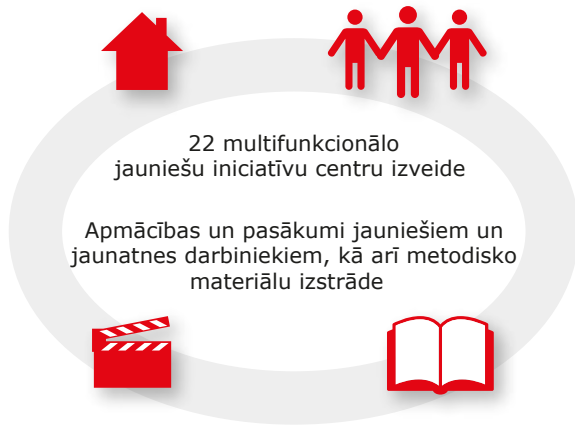 22 multifunkcionālo
jauniešu iniciatīvu centru izveide
Apmācības un pasākumi jauniešiem un
jaunatnes darbiniekiem, kā arī metodisko
materiālu izstrāde